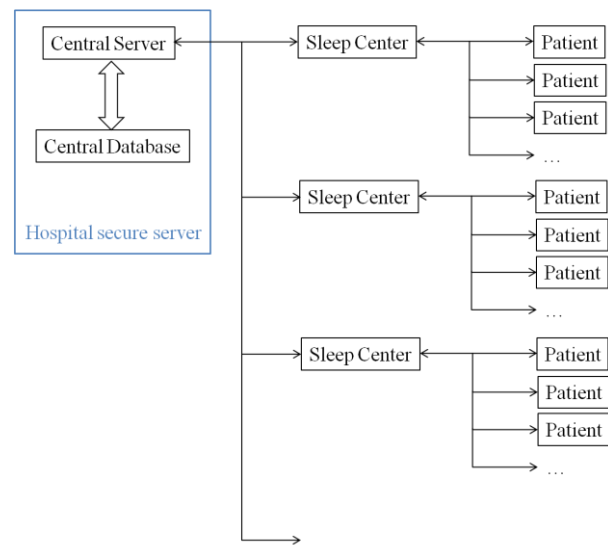 Central Server
Central Database
Hospital secure server
Sleep Center
Patient
Patient
Patient
...
Sleep Center
Patient
Patient
Patient
...
Sleep Center
Patient
Patient
Patient
...